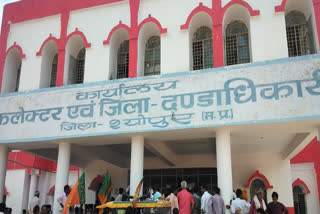 कार्यालय
कलेक्टर एवं जिला-दण्डाधिकारी
जिला-श्योपुर (म.प्र.)